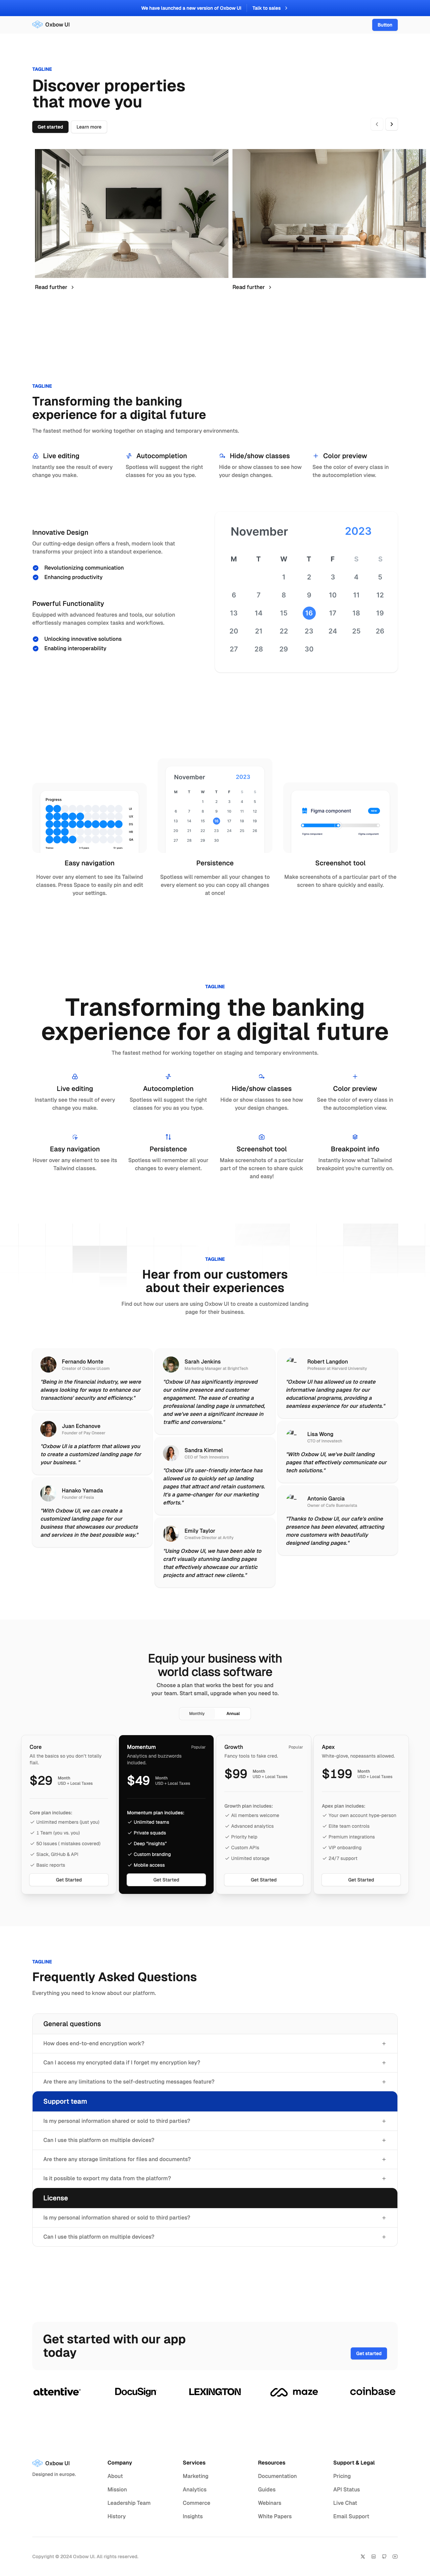 We have launched a new version of Oxbow UI
Talk to sales
Oxbow UI
Button
TAGLINE
Discover properties
that move you
Get started
Learn more
Read further
Read further
TAGLINE
Transforming the banking
experience for a digital future
The fastest method for working together on staging and temporary environments.
Live editing
Instantly see the result of every
change you make.
Autocompletion
Spotless will suggest the right
classes for you as you type.
Hide/show classes
Hide or show classes to see how
your design changes.
Color preview
See the color of every class in
the autocompletion view.
Innovative Design
Our cutting-edge design offers a fresh, modern look that
transforms your project into a standout experience.
Revolutionizing communication
Enhancing productivity
Powerful Functionality
Equipped with advanced features and tools, our solution
effortlessly manages complex tasks and workflows.
Unlocking innovative solutions
Enabling interoperability
November 2023
M T W T F S S
1 2 3 4 5
6 7 8 9 10 11 12
13 14 15 16 17 18 19
20 21 22 23 24 25 26
27 28 29 30
Progress
Easy navigation
Hover over any element to see its Tailwind
classes. Press Space to easily pin and edit
your settings.
November 2023
M T W T F S S
1 2 3 4 5
6 7 8 9 10 11 12
13 14 15 16 17 18 19
20 21 22 23 24 25 26
27 28 29 30
Persistence
Spotless will remember all your changes to
every element so you can copy all changes
at once!
Figma component
Figma component
Figma component
Screenshot tool
Make screenshots of a particular part of the
screen to share quickly and easily.
TAGLINE
Transforming the banking
experience for a digital future
The fastest method for working together on staging and temporary environments.
Live editing
Instantly see the result of every
change you make.
Autocompletion
Spotless will suggest the right
classes for you as you type.
Hide/show classes
Hide or show classes to see how
your design changes.
Color preview
See the color of every class in
the autocompletion view.
Easy navigation
Hover over any element to see its
Tailwind classes.
Persistence
Spotless will remember all your
changes to every element.
Screenshot tool
Make screenshots of a particular
part of the screen to share quick
and easy!
Breakpoint info
Instantly know what Tailwind
breakpoint you're currently on.
TAGLINE
Hear from our customers
about their experiences
Find out how our users are using Oxbow UI to create a customized landing
page for their business.
Fernando Monte
Director of Oxbow-UI.com
"Being in the financial industry, we were
always looking for ways to enhance our
transactions' security and efficiency."
Juan Echanove
Founder of Pay Onexer
"Oxbow UI is a platform that allows you
to create a customized landing page for
your business. "
Hanako Yamada
Founder of Fama
"With Oxbow UI, we can create a
customized landing page for our
business that showcases our products
and services in the best possible way."
Sarah Jenkins
Marketing Manager at BrightTech
"Oxbow UI has significantly improved
our online presence and customer
engagement. The ease of creating a
professional landing page is unmatched,
and we've seen a significant increase in
traffic and conversions."
Sandra Kimmel
CEO of Tech Innovators
"Oxbow UI's user-friendly interface has
allowed us to quickly set up landing
pages that attract and retain customers.
It's a game-changer for our marketing
efforts."
Emily Taylor
Creative Director at Artify
"Using Oxbow UI, we have been able to
craft visually stunning landing pages
that effectively showcase our artistic
projects and attract new clients."
Robert Langdon
Professor at Harvard University
"Oxbow UI has allowed us to create
informative landing pages for our
educational programs, providing a
seamless experience for our students."
Lisa Wong
CTO of Innovatech
"With Oxbow UI, we've built landing
pages that effectively communicate our
tech solutions."
Antonio Garcia
Owner of Café Buenavista
"Thanks to Oxbow UI, our cafe's online
presence has been elevated, attracting
more customers with beautifully
designed landing pages."
Equip your business with
world class software
Choose a plan that works the best for you and
your team. Start small, upgrade when you need to.
Monthly
Annual
Core
All the basics so you don't totally
flail.
$29
Month
USD + Local Taxes
Core plan includes:
Unlimited members (just you)
1 Team (you vs. you)
50 Issues ( mistakes covered)
Slack, GitHub & API
Basic reports
Get Started
Momentum
Popular
Analytics and buzzwords
included.
$49
Month
USD + Local Taxes
Momentum plan includes:
Unlimited teams
Private squads
Deep "insights"
Custom branding
Mobile access
Get Started
Growth
Popular
Fancy tools to fake cred.
$99
Month
USD + Local Taxes
Growth plan includes:
All members welcome
Advanced analytics
Priority help
Custom APIs
Unlimited storage
Get Started
Apex
White-glove, repeasants allowed.
$199
Month
USD + Local Taxes
Apex plan includes:
Your own account hype-person
Elite team controls
Premium integrations
VIP onboarding
24/7 support
Get Started
TAGLINE
Frequently Asked Questions
Everything you need to know about our platform.
General questions
How does end-to-end encryption work?
Can I access my encrypted data if I forget my encryption key?
Are there any limitations to the self-destructing messages feature?
Support team
Is my personal information shared or sold to third parties?
Can I use this platform on multiple devices?
Are there any storage limitations for files and documents?
Is it possible to export my data from the platform?
License
Is my personal information shared or sold to third parties?
Can I use this platform on multiple devices?
Get started with our app
today
Get started
attentive
DocuSign
LEXINGTON
maze
coinbase
Oxbow UI
Designed in europe.
Company
About
Mission
Leadership Team
History
Services
Marketing
Analytics
Commerce
Insights
Resources
Documentation
Guides
Webinars
White Papers
Support & Legal
Pricing
API Status
Live Chat
Email Support
Copyright © 2024 Oxbow UI. All rights reserved.